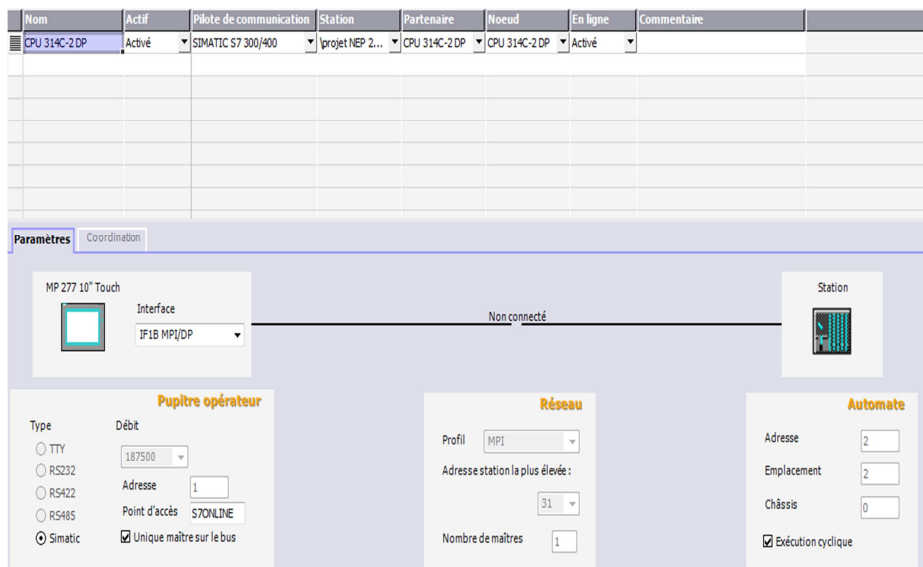 Nom Actif Pilote de communication Station Partenaire Noeud En ligne Commentaire
CPU 314C-2 DP Activé SIMATIC S7 300/400 \projet NEP 2... CPU 314C-2 DP CPU 314C-2 DP Activé
Paramètres Coordination
MP 277 10" Touch
Interface
IF1B MPI/DP
Non connecté
Station
Pupitre opérateur
Type Débit
TTY
187500
RS232
Adresse 1
RS422
Point d'accès S7ONLINE
RS485
Simatic Unique maître sur le bus
Réseau
Profil MPI
Adresse station la plus élevée :
31
Nombre de maîtres 1
Automate
Adresse 2
Emplacement 2
Châssis 0
Exécution cyclique